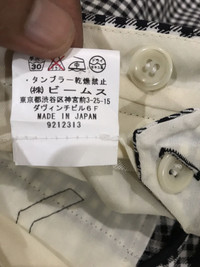 30
・タンブラー乾燥禁止
(株)ビームス
東京都渋谷区神宮前3-25-15
ダヴィンチビル6F
MADE IN JAPAN
9212313